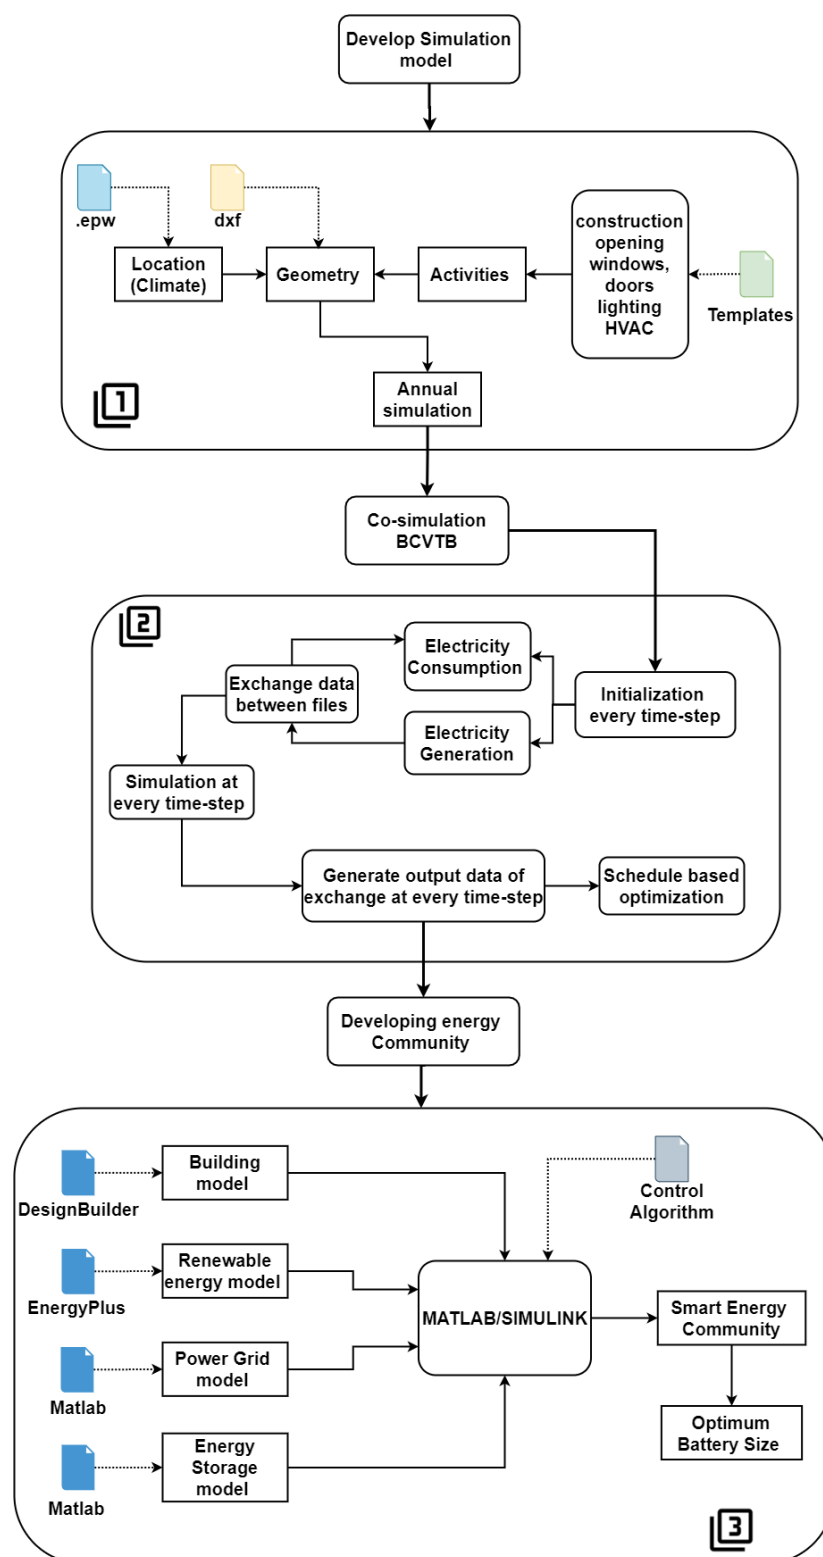 Develop Simulation
model
.epw
dxf
Location
(Climate)
Geometry
Activities
construction
opening
windows,
doors
lighting
HVAC
Templates
Annual
simulation
1
Co-simulation
BCVTB
2
Electricity
Consumption
Exchange data
between files
Initialization
every time-step
Electricity
Generation
Simulation at
every time-step
Generate output data of
exchange at every time-step
Schedule based
optimization
Developing energy
Community
Building
model
DesignBuilder
Control
Algorithm
Renewable
energy model
EnergyPlus
MATLAB/SIMULINK
Smart Energy
Community
Power Grid
model
Matlab
Optimum
Battery Size
Energy
Storage
model
Matlab
3